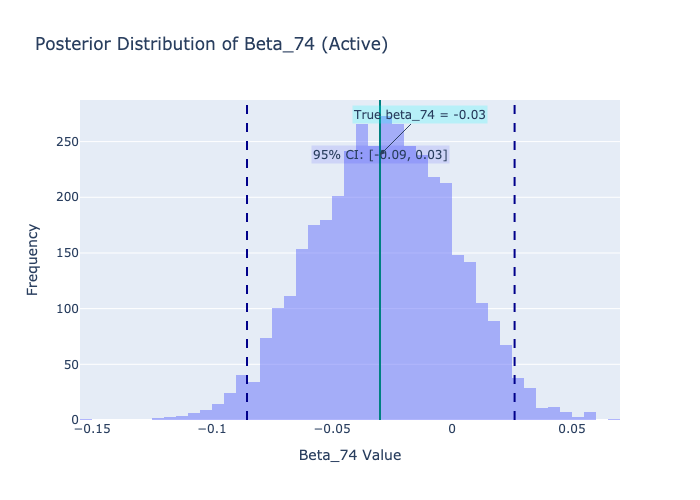 Posterior Distribution of Beta_74 (Active)
True beta_74 = -0.03
95% CI: [-0.09, 0.03]
250
200
150
100
50
0
Frequency
−0.15
−0.1
−0.05
0
0.05
Beta_74 Value